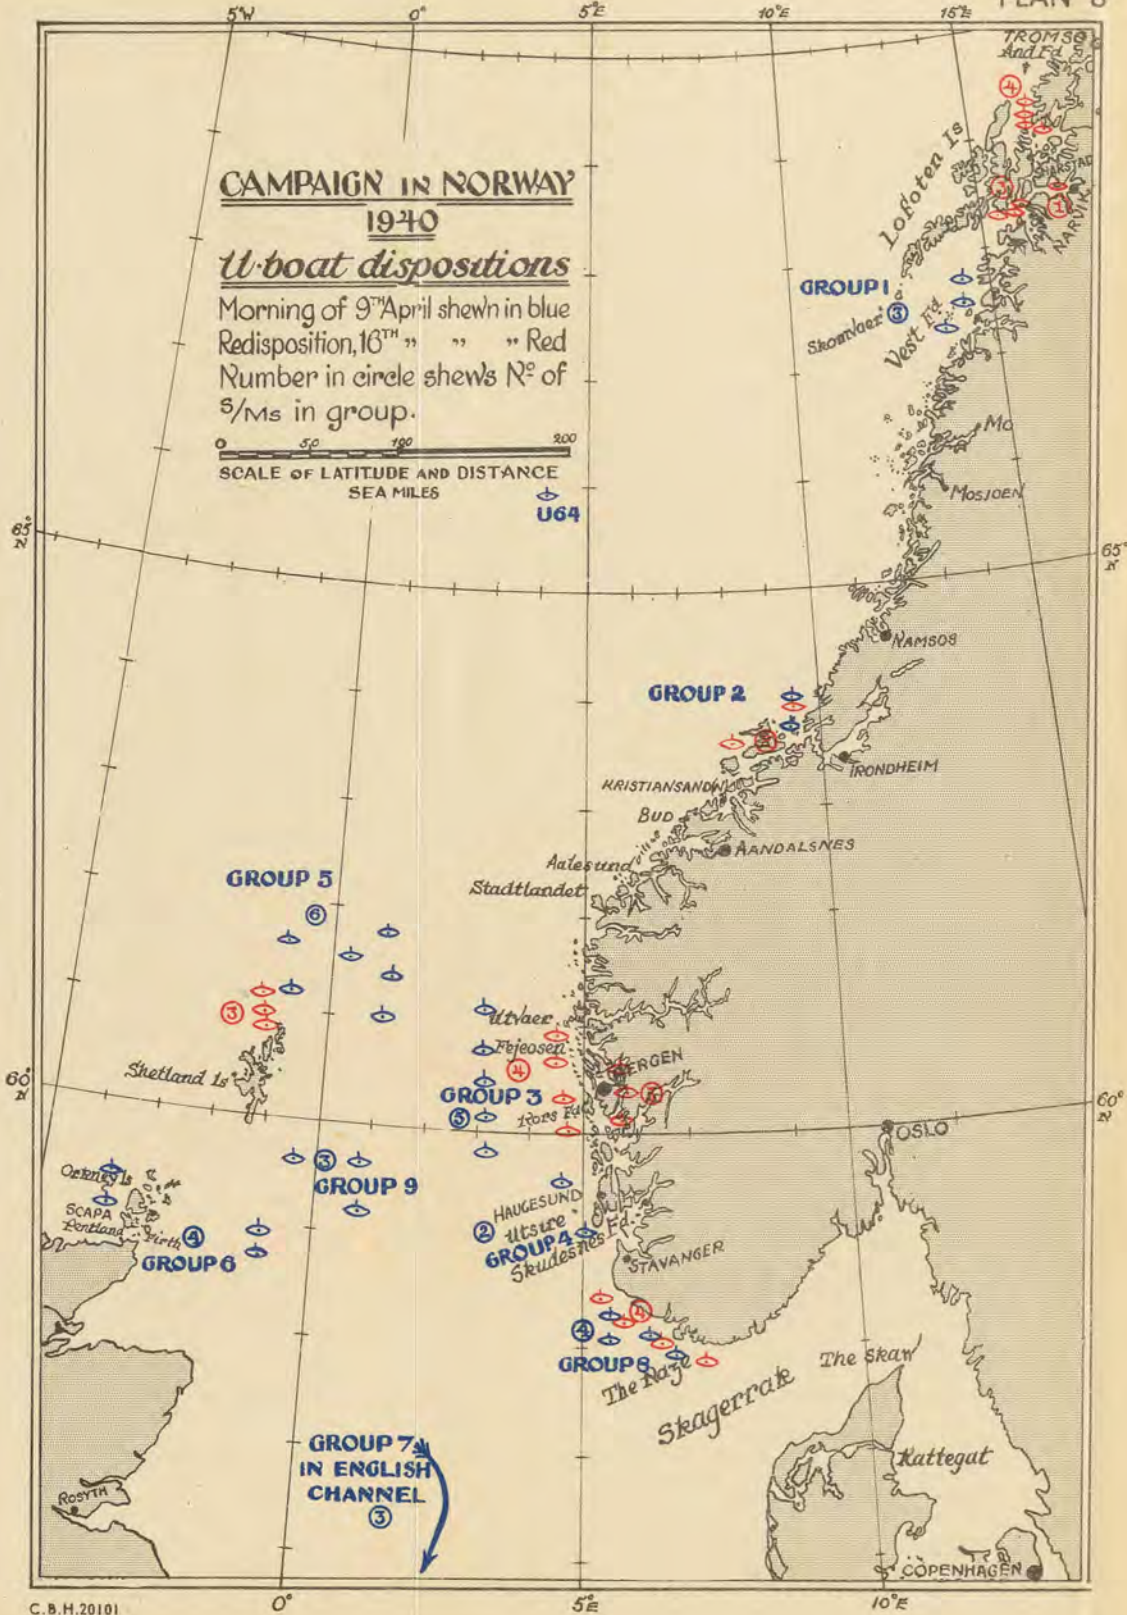 PLAN 8
5°W
0°
5°E
10°E
15°E
TROMSO
And Fd
4
CAMPAIGN IN NORWAY
1940
U-boat dispositions
Morning of 9TH April shewn in blue
Redisposition, 16TH " " " Red
Number in circle shews No of
S/Ms in group.
0 50 100 200
SCALE OF LATITUDE AND DISTANCE
SEA MILES
U64
Lofoten Is
HARSTAD
NARVIK
1
GROUP 1
3
Skomvaer
Vest Fd
Mo
MOSJOEN
65°
N
65°
N
NAMSOS
GROUP 2
TRONDHEIM
KRISTIANSAND N
BUD
AANDALSNES
Aalesund
Stadtlandet
GROUP 5
6
3
Utvaer
Fejeosen
4
BERGEN
Shetland Is
60°
N
60°
N
GROUP 3
5
Kors Fd
OSLO
3
GROUP 9
Orkney Is
SCAPA
Pentland Firth
4
GROUP 6
HAUGESUND
2
Utsire
GROUP 4
Skudesnes Fd
STAVANGER
4
4
GROUP 8
The Naze
The Skaw
Skagerrak
Kattegat
GROUP 7
IN ENGLISH
CHANNEL
3
ROSYTH
COPENHAGEN
0°
5°E
10°E
C.B.H.20101